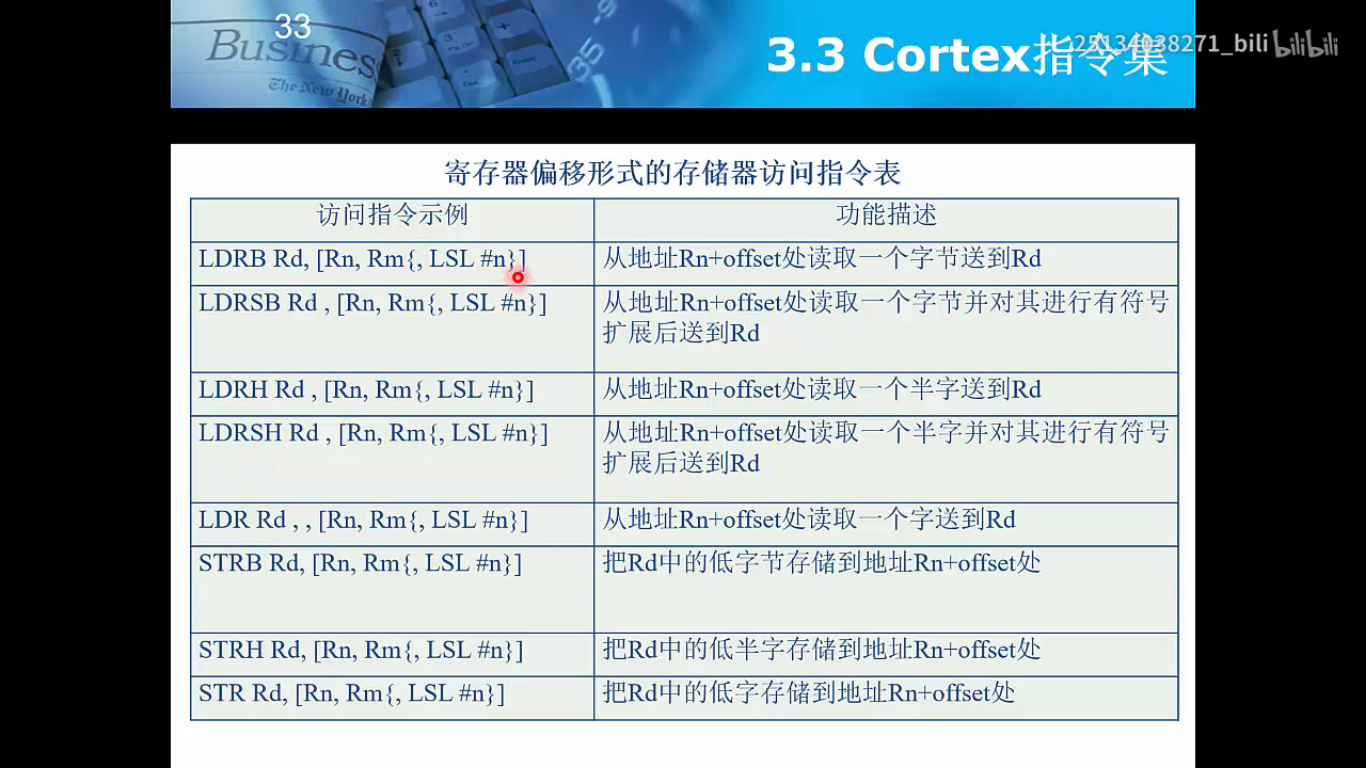 33
Business
The New York
3.3 Cortex指令集
25134038271_bili
bilibili
寄存器偏移形式的存储器访问指令表
访问指令示例
功能描述
LDRB Rd, [Rn, Rm{, LSL #n}]
从地址Rn+offset处读取一个字节送到Rd
LDRSB Rd , [Rn, Rm{, LSL #n}]
从地址Rn+offset处读取一个字节并对其进行有符号
扩展后送到Rd
LDRH Rd , [Rn, Rm{, LSL #n}]
从地址Rn+offset处读取一个半字送到Rd
LDRSH Rd , [Rn, Rm{, LSL #n}]
从地址Rn+offset处读取一个半字并对其进行有符号
扩展后送到Rd
LDR Rd , , [Rn, Rm{, LSL #n}]
从地址Rn+offset处读取一个字送到Rd
STRB Rd, [Rn, Rm{, LSL #n}]
把Rd中的低字节存储到地址Rn+offset处
STRH Rd, [Rn, Rm{, LSL #n}]
把Rd中的低半字存储到地址Rn+offset处
STR Rd, [Rn, Rm{, LSL #n}]
把Rd中的低字存储到地址Rn+offset处